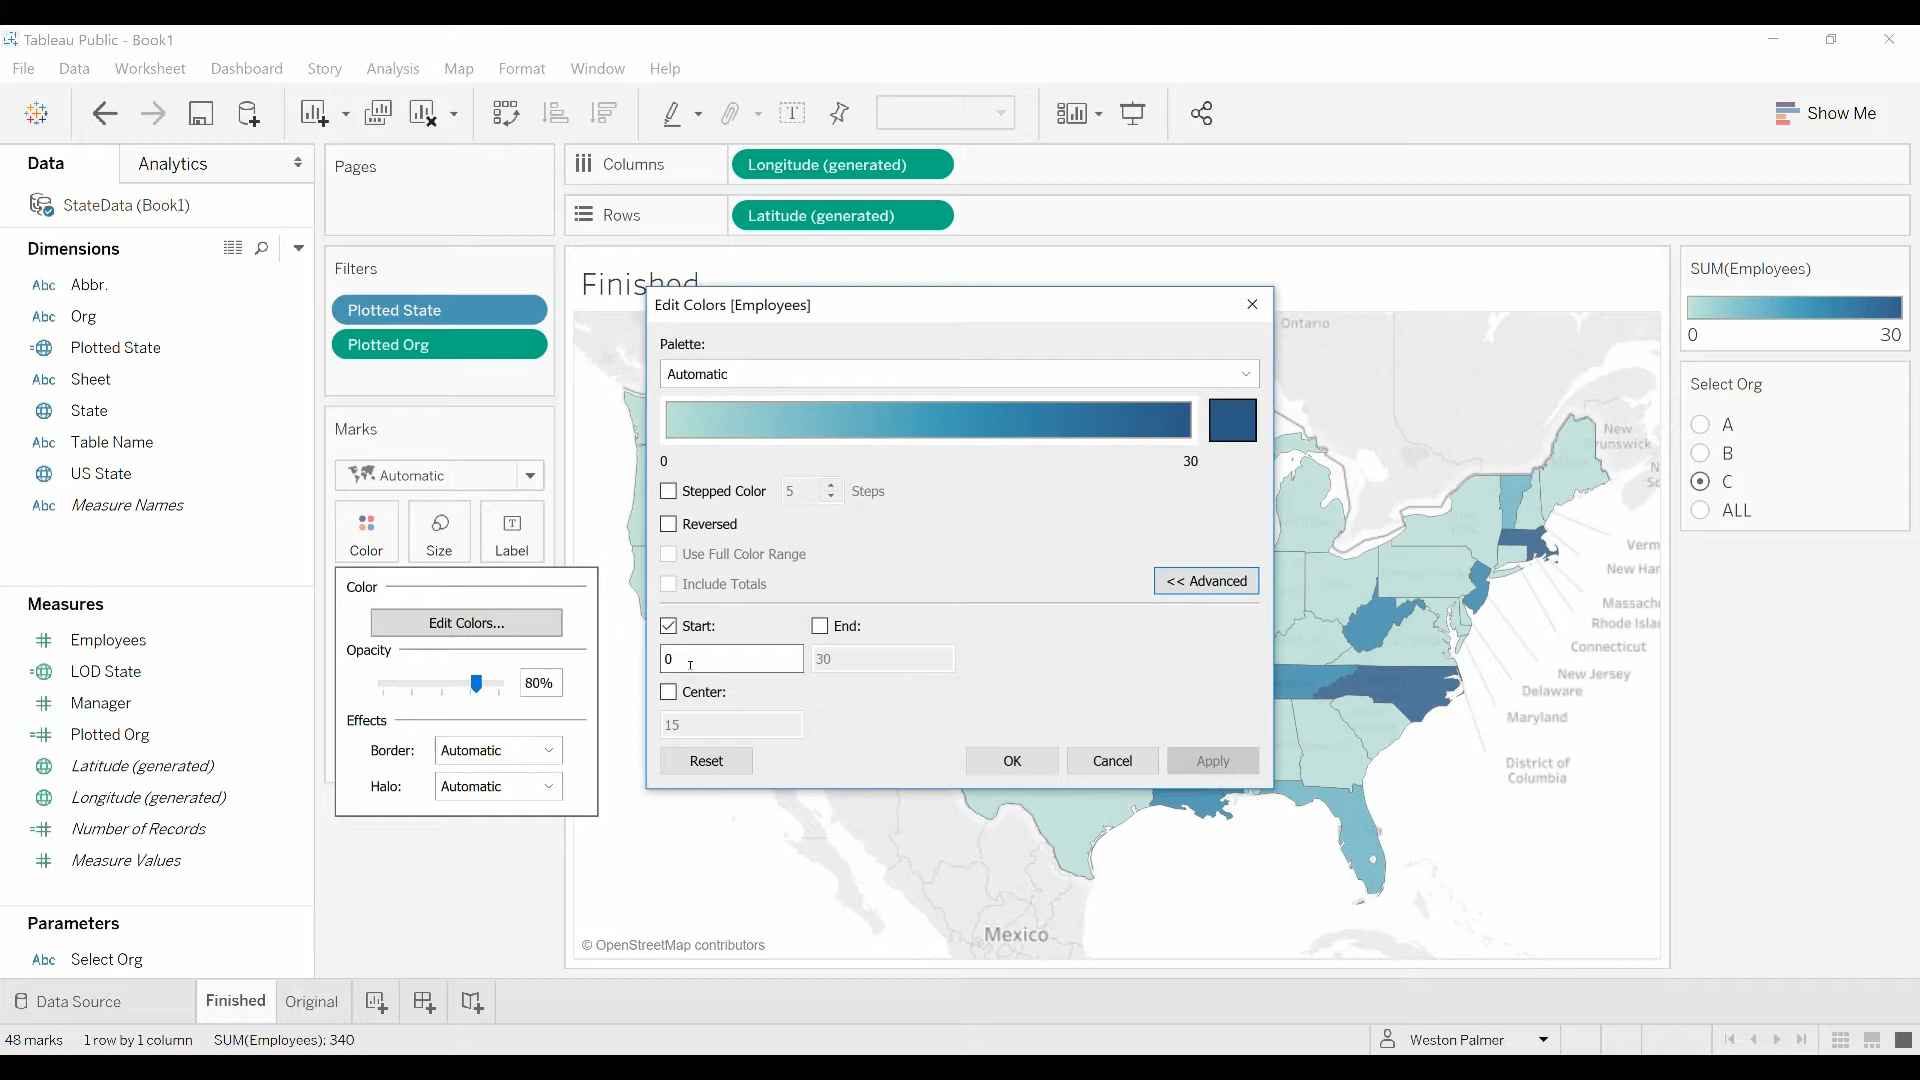 Tableau Public - Book1
File Data Worksheet Dashboard Story Analysis Map Format Window Help
Show Me
Data Analytics
StateData (Book1)
Dimensions
Abc Abbr.
Abc Org
Plotted State
Abc Sheet
State
Abc Table Name
US State
Abc Measure Names
Measures
Employees
LOD State
Manager
Plotted Org
Latitude (generated)
Longitude (generated)
Number of Records
Measure Values
Parameters
Abc Select Org
Pages
Filters
Plotted State
Plotted Org
Marks
Automatic
Color Size Label
Color
Edit Colors...
Opacity
80%
Effects
Border: Automatic
Halo: Automatic
Columns Longitude (generated)
Rows Latitude (generated)
Finished
Edit Colors [Employees]
Palette:
Automatic
0 30
Stepped Color 5 Steps
Reversed
Use Full Color Range
Include Totals
<< Advanced
Start: End:
0 30
Center:
15
Reset OK Cancel Apply
Ontario
New
Brunswick
Verm
New Har
Massach
Rhode Isla
Connecticut
New Jersey
Delaware
Maryland
District of
Columbia
Mexico
© OpenStreetMap contributors
SUM(Employees)
0 30
Select Org
A
B
C
ALL
Data Source Finished Original
48 marks 1 row by 1 column SUM(Employees): 340
Weston Palmer